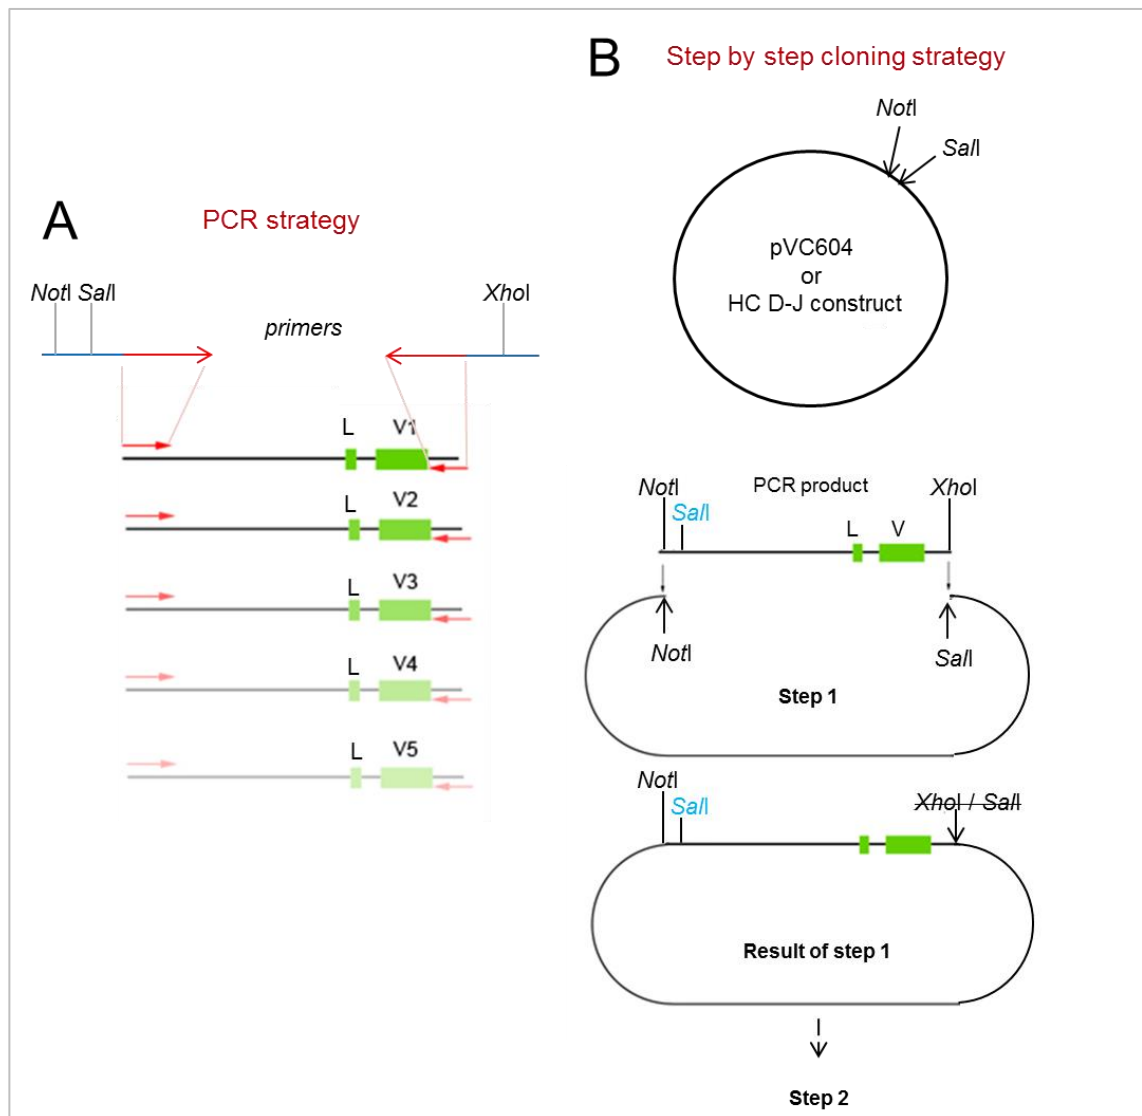 A
PCR strategy
NotI SalI
XhoI
primers
L
V1
L
V2
L
V3
L
V4
L
V5
B
Step by step cloning strategy
NotI
SalI
pVC604
or
HC D-J construct
NotI
PCR product
XhoI
SalI
L
V
NotI
SalI
Step 1
NotI
SalI
XhoI / SalI
Result of step 1
Step 2